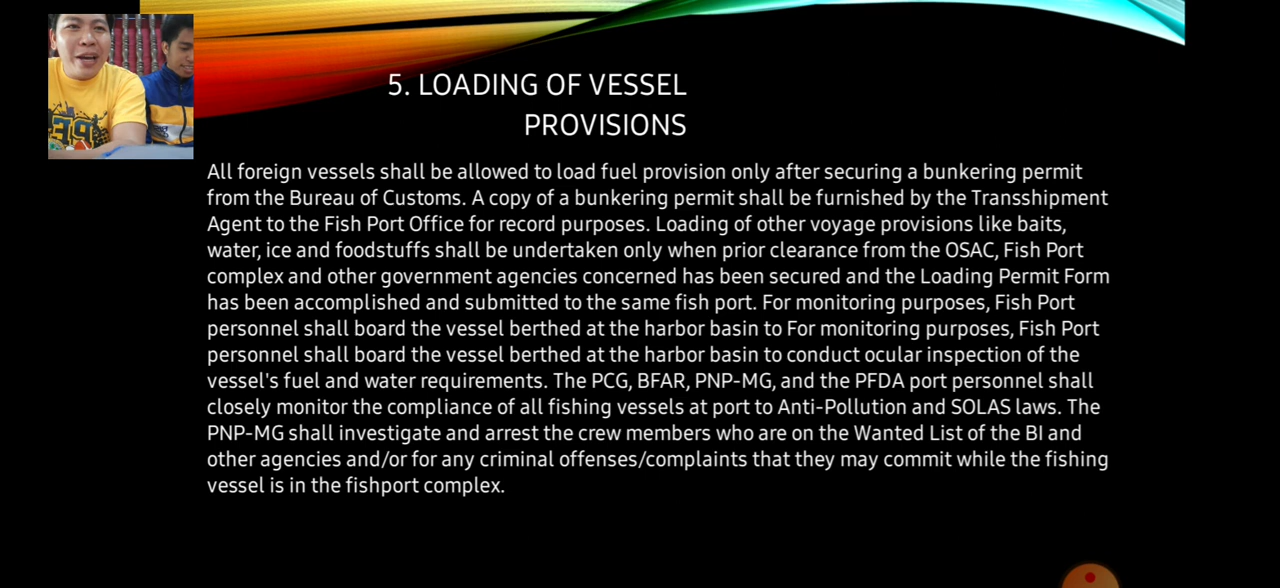 5. LOADING OF VESSEL
PROVISIONS
All foreign vessels shall be allowed to load fuel provision only after securing a bunkering permit
from the Bureau of Customs. A copy of a bunkering permit shall be furnished by the Transshipment
Agent to the Fish Port Office for record purposes. Loading of other voyage provisions like baits,
water, ice and foodstuffs shall be undertaken only when prior clearance from the OSAC, Fish Port
complex and other government agencies concerned has been secured and the Loading Permit Form
has been accomplished and submitted to the same fish port. For monitoring purposes, Fish Port
personnel shall board the vessel berthed at the harbor basin to For monitoring purposes, Fish Port
personnel shall board the vessel berthed at the harbor basin to conduct ocular inspection of the
vessel's fuel and water requirements. The PCG, BFAR, PNP-MG, and the PFDA port personnel shall
closely monitor the compliance of all fishing vessels at port to Anti-Pollution and SOLAS laws. The
PNP-MG shall investigate and arrest the crew members who are on the Wanted List of the BI and
other agencies and/or for any criminal offenses/complaints that they may commit while the fishing
vessel is in the fishport complex.